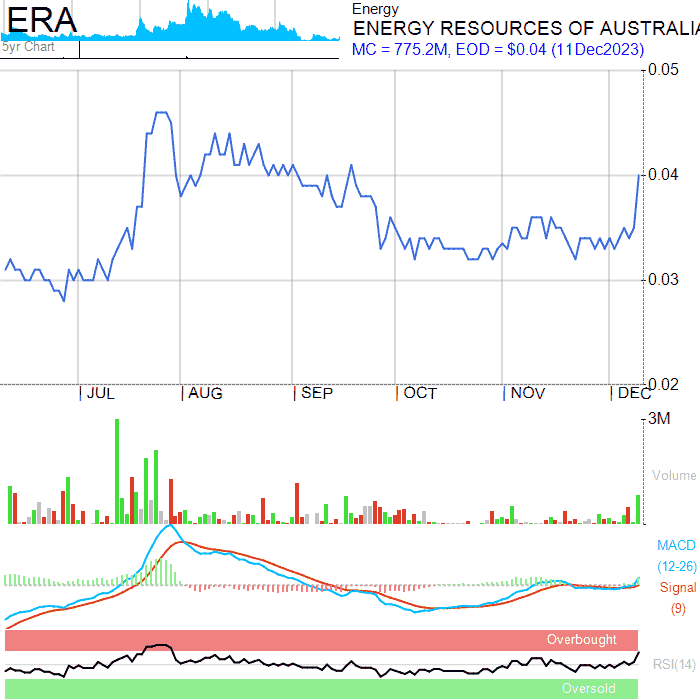 ERA
5yr Chart
Energy
ENERGY RESOURCES OF AUSTRALIA
MC = 775.2M, EOD = $0.04 (11Dec2023)
0.05
0.04
0.03
0.02
JUL AUG SEP OCT NOV DEC
3M
Volume
MACD
(12-26)
Signal
(9)
Overbought
RSI(14)
Oversold